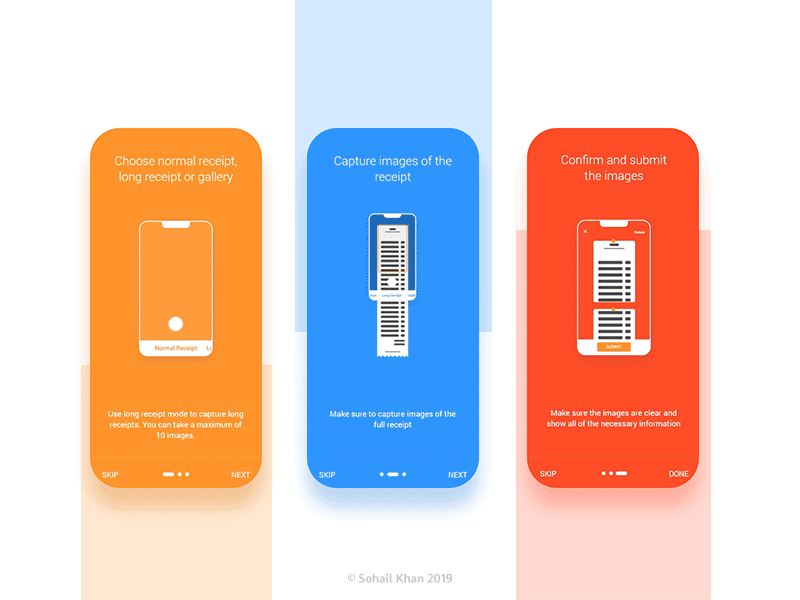 Choose normal receipt,
long receipt or gallery
Normal Receipt
Use long receipt mode to capture long
receipts. You can take a maximum of
10 images.
SKIP
NEXT
Capture images of the
receipt
Long receipt
Make sure to capture images of the
full receipt
SKIP
NEXT
Confirm and submit
the images
SUBMIT
Make sure the images are clear and
show all of the necessary information
SKIP
DONE
© Sohail Khan 2019